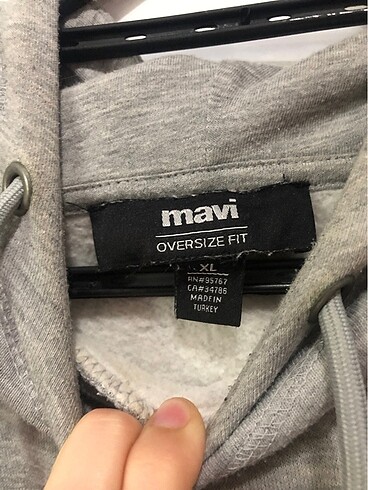 mavi
OVERSIZE FIT
XL
RN#95767
CA#34786
MADE IN
TURKEY